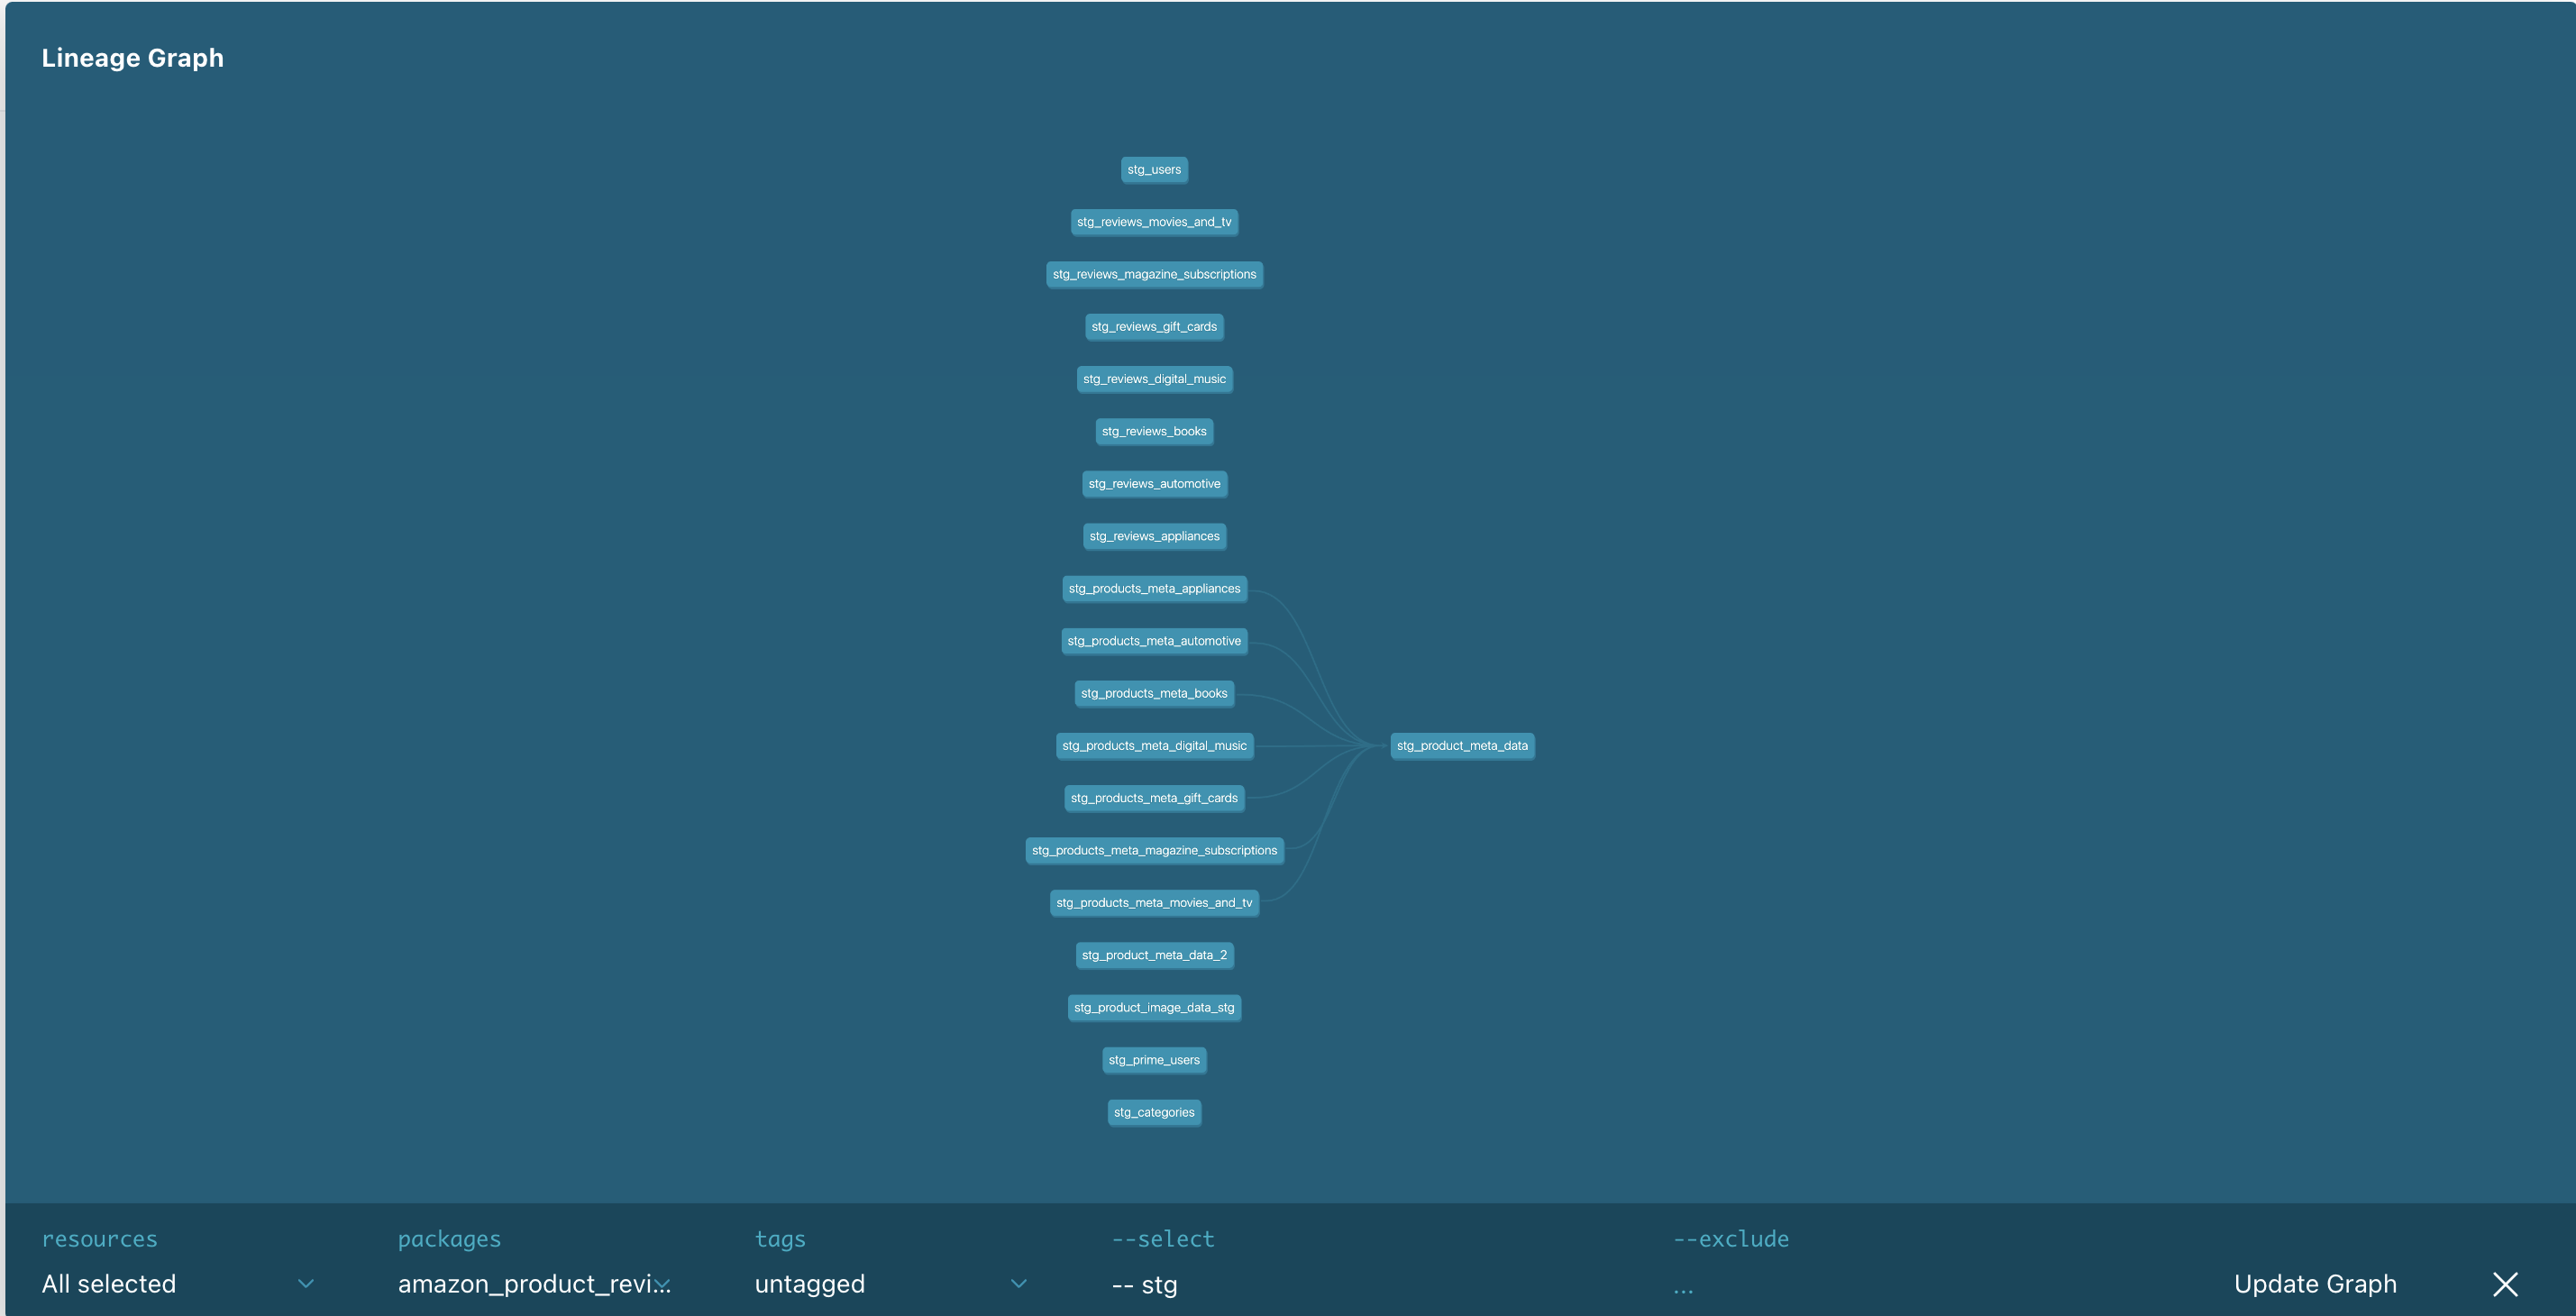 Lineage Graph
stg_users
stg_reviews_movies_and_tv
stg_reviews_magazine_subscriptions
stg_reviews_gift_cards
stg_reviews_digital_music
stg_reviews_books
stg_reviews_automotive
stg_reviews_appliances
stg_products_meta_appliances
stg_products_meta_automotive
stg_products_meta_books
stg_products_meta_digital_music
stg_product_meta_data
stg_products_meta_gift_cards
stg_products_meta_magazine_subscriptions
stg_products_meta_movies_and_tv
stg_product_meta_data_2
stg_product_image_data_stg
stg_prime_users
stg_categories
resources
All selected
packages
amazon_product_revi...
tags
untagged
--select
-- stg
--exclude
...
Update Graph